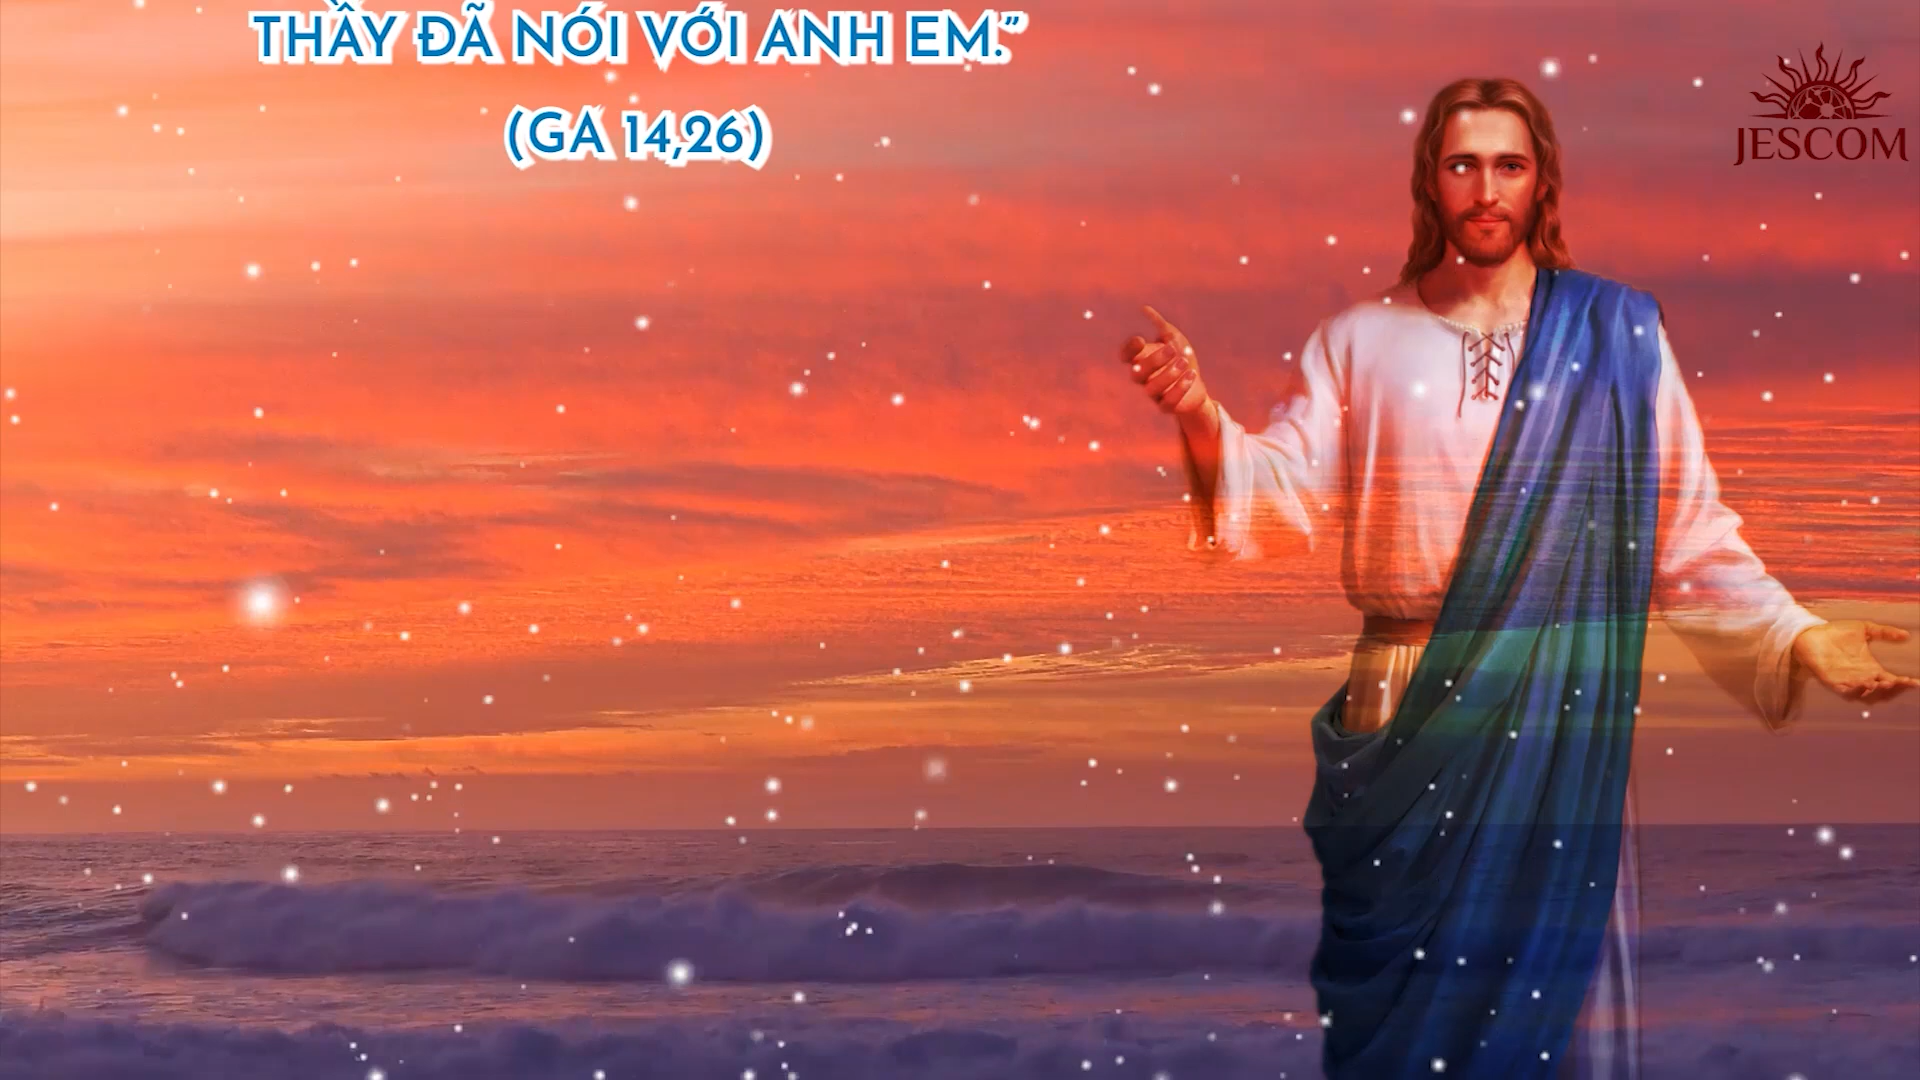 THẦY ĐÃ NÓI VỚI ANH EM.”
(GA 14,26)
JESCOM